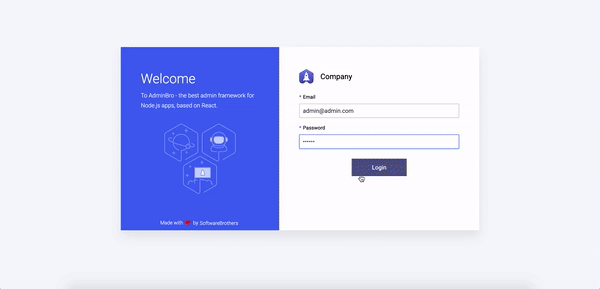 Welcome
To AdminBro - the best admin framework for
Node.js apps, based on React.
Made with by SoftwareBrothers
Company
* Email
admin@admin.com
* Password
••••••
Login